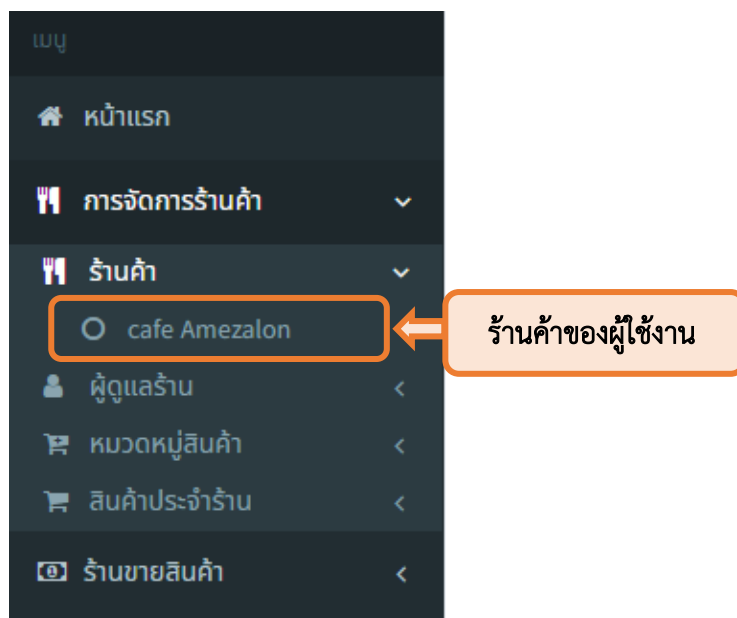 เมนู
หน้าแรก
การจัดการร้านค้า
ร้านค้า
cafe Amezalon
ร้านค้าของผู้ใช้งาน
ผู้ดูแลร้าน
หมวดหมู่สินค้า
สินค้าประจำร้าน
ร้านขายสินค้า